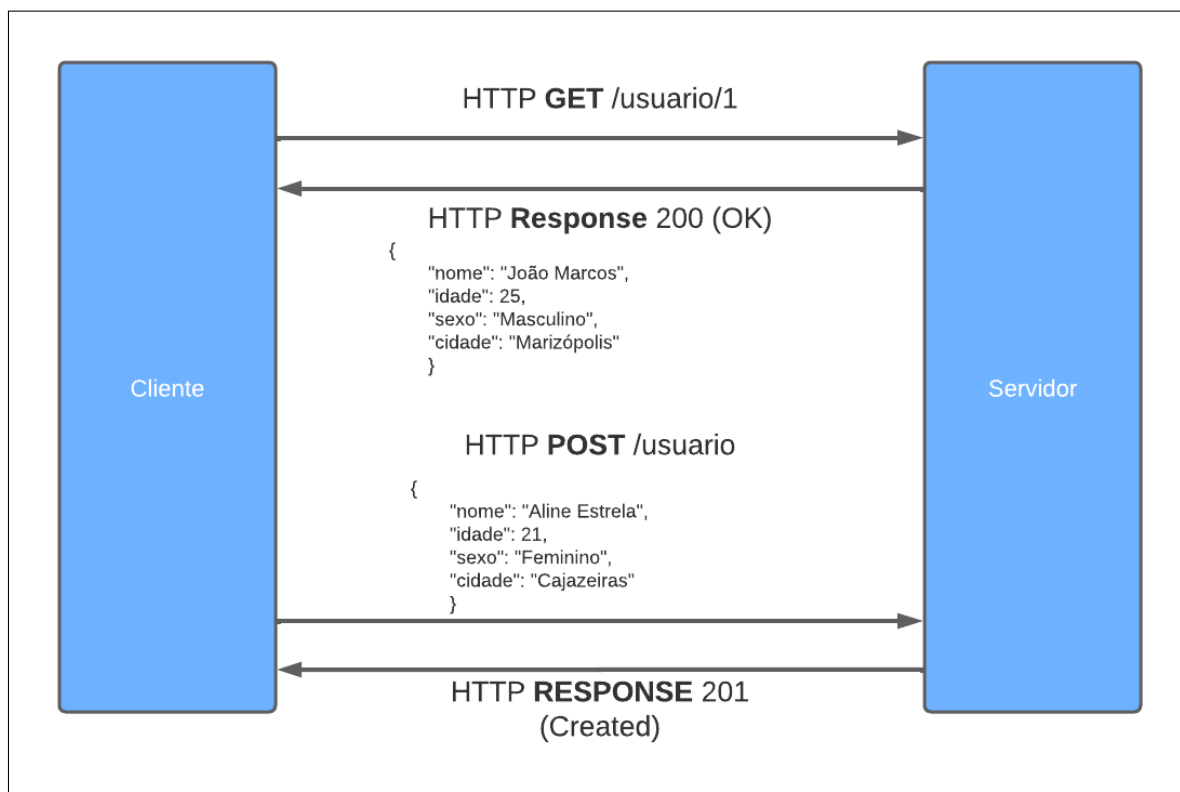 HTTP GET /usuario/1
HTTP Response 200 (OK)
{
"nome": "João Marcos",
"idade": 25,
"sexo": "Masculino",
"cidade": "Marizópolis"
}
Cliente
Servidor
HTTP POST /usuario
{
"nome": "Aline Estrela",
"idade": 21,
"sexo": "Feminino",
"cidade": "Cajazeiras"
}
HTTP RESPONSE 201
(Created)